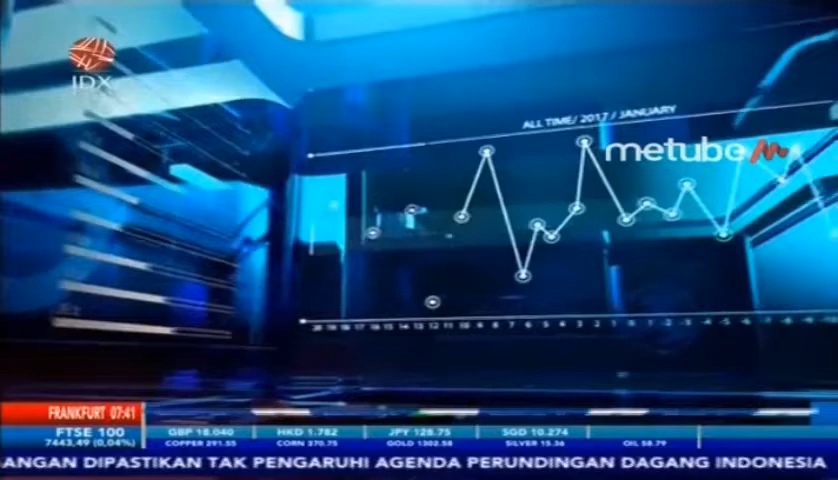 IDX
ALL TIME/ 2017 / JANUARY
metube
FRANKFURT 07:41
FTSE 100
7443,49 (0,04%)
GBP 18.040 HKD 1.782 JPY 128.75 SGD 10.274
COPPER 291.55 CORN 370.75 GOLD 1302.58 SILVER 15.36 OIL 58.79
ANGAN DIPASTIKAN TAK PENGARUHI AGENDA PERUNDINGAN DAGANG INDONESIA